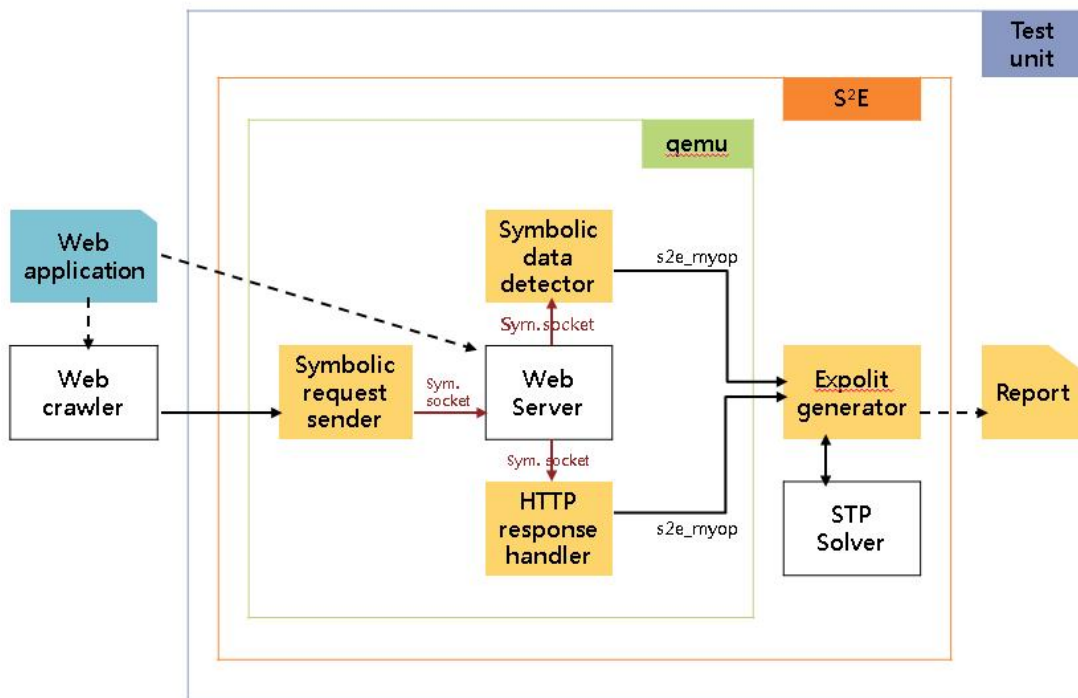 Test
unit
S²E
qemu
Web
application
Symbolic
data
detector
s2e_myop
Sym. socket
Web
crawler
Symbolic
request
sender
Sym.
socket
Web
Server
Expolit
generator
Report
Sym. socket
HTTP
response
handler
s2e_myop
STP
Solver